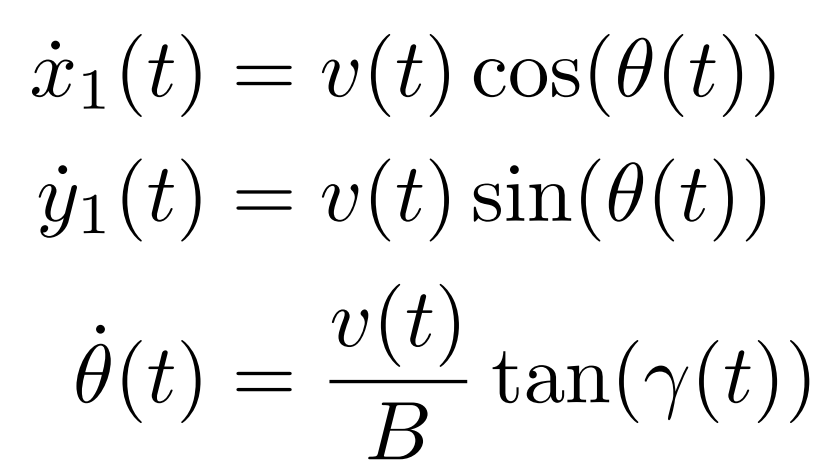 ẋ₁(t) = v(t) cos(θ(t))
ẏ₁(t) = v(t) sin(θ(t))
θ̇(t) = v(t)/B tan(γ(t))